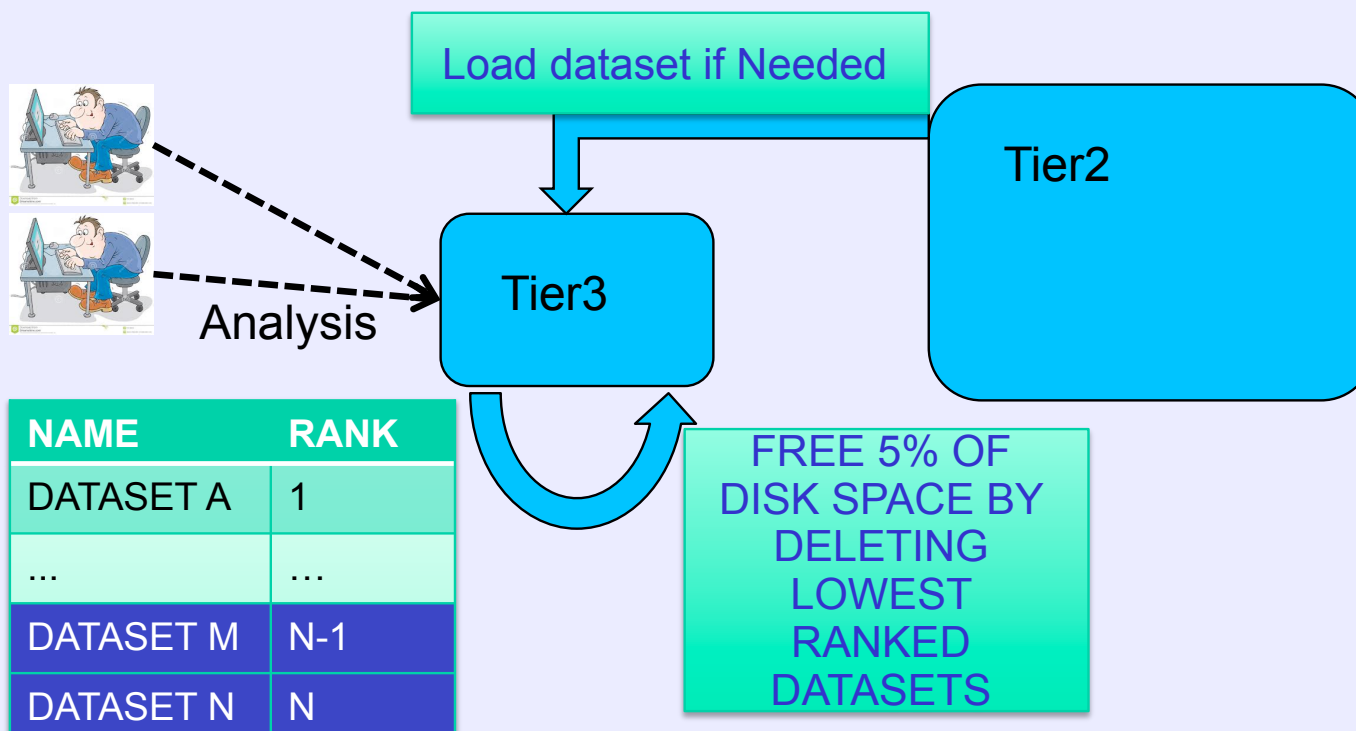 Load dataset if Needed
Tier2
Tier3
Analysis
NAME RANK
DATASET A 1
... …
DATASET M N-1
DATASET N N
FREE 5% OF
DISK SPACE BY
DELETING
LOWEST
RANKED
DATASETS